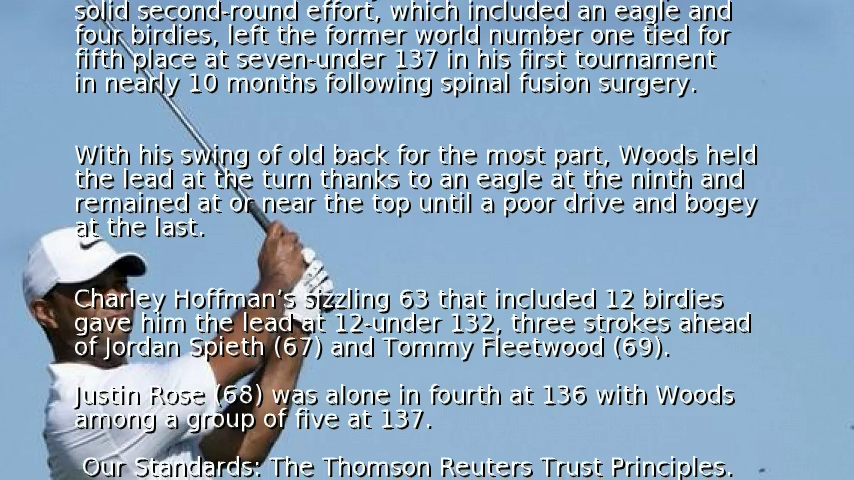 solid second-round effort, which included an eagle and
four birdies, left the former world number one tied for
fifth place at seven-under 137 in his first tournament
in nearly 10 months following spinal fusion surgery.
With his swing of old back for the most part, Woods held
the lead at the turn thanks to an eagle at the ninth and
remained at or near the top until a poor drive and bogey
at the last.
Charley Hoffman’s sizzling 63 that included 12 birdies
gave him the lead at 12-under 132, three strokes ahead
of Jordan Spieth (67) and Tommy Fleetwood (69).
Justin Rose (68) was alone in fourth at 136 with Woods
among a group of five at 137.
Our Standards: The Thomson Reuters Trust Principles.